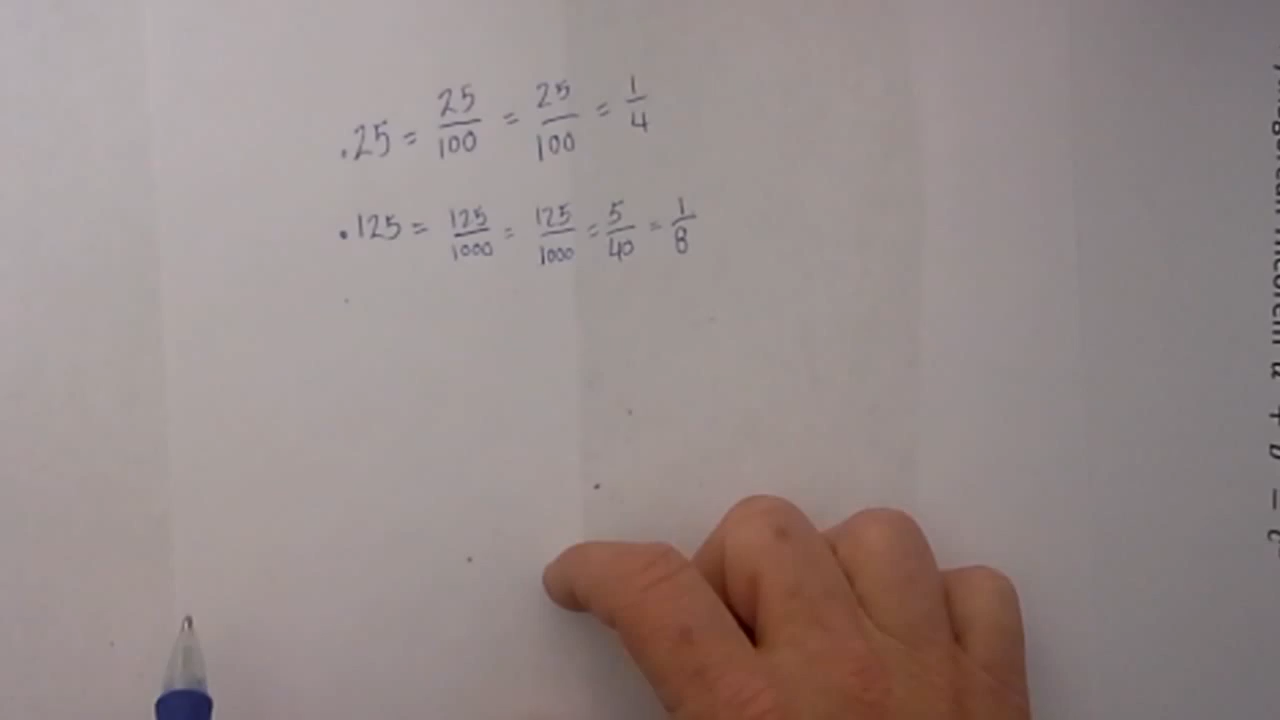 .25 = 25/100 = 25/100 = 1/4
.125 = 125/1000 = 125/1000 = 5/40 = 1/8